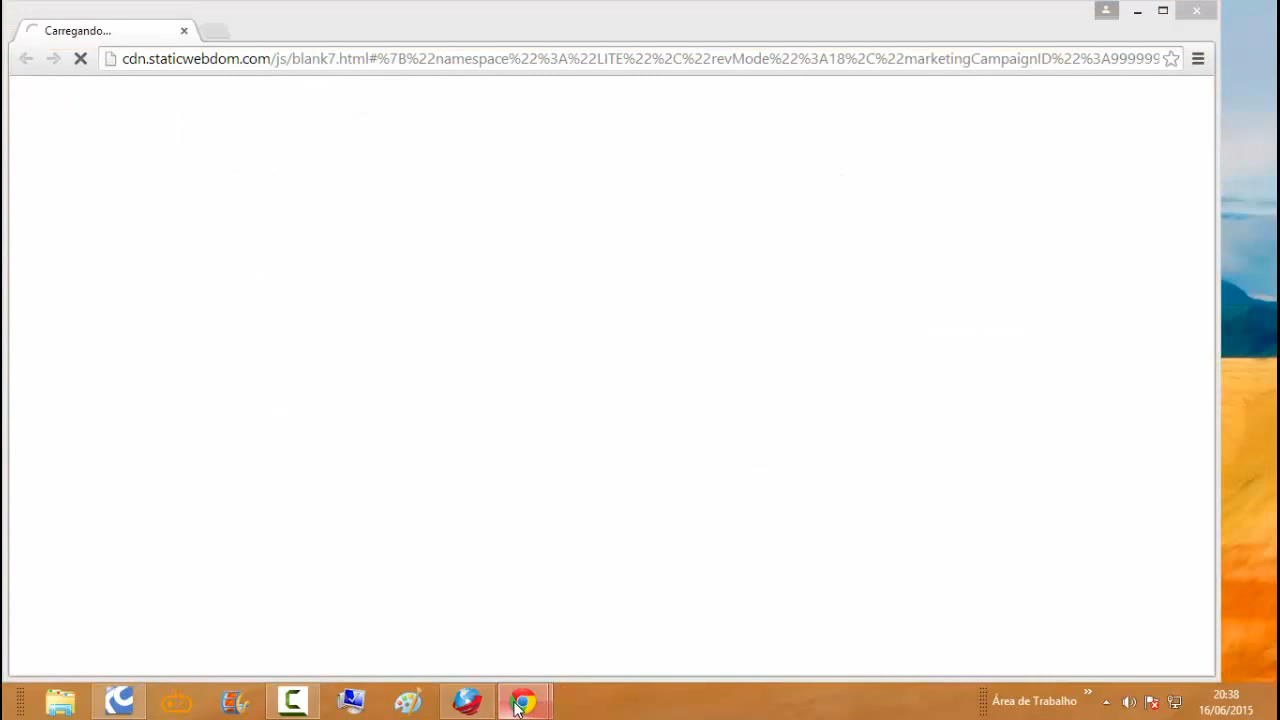 Carregando...
cdn.staticwebdom.com/js/blank7.html#%7B%22namespace%22%3A%22LITE%22%2C%22revMode%22%3A18%2C%22marketingCampaignID%22%3A999999
Área de Trabalho
20:38
16/06/2015